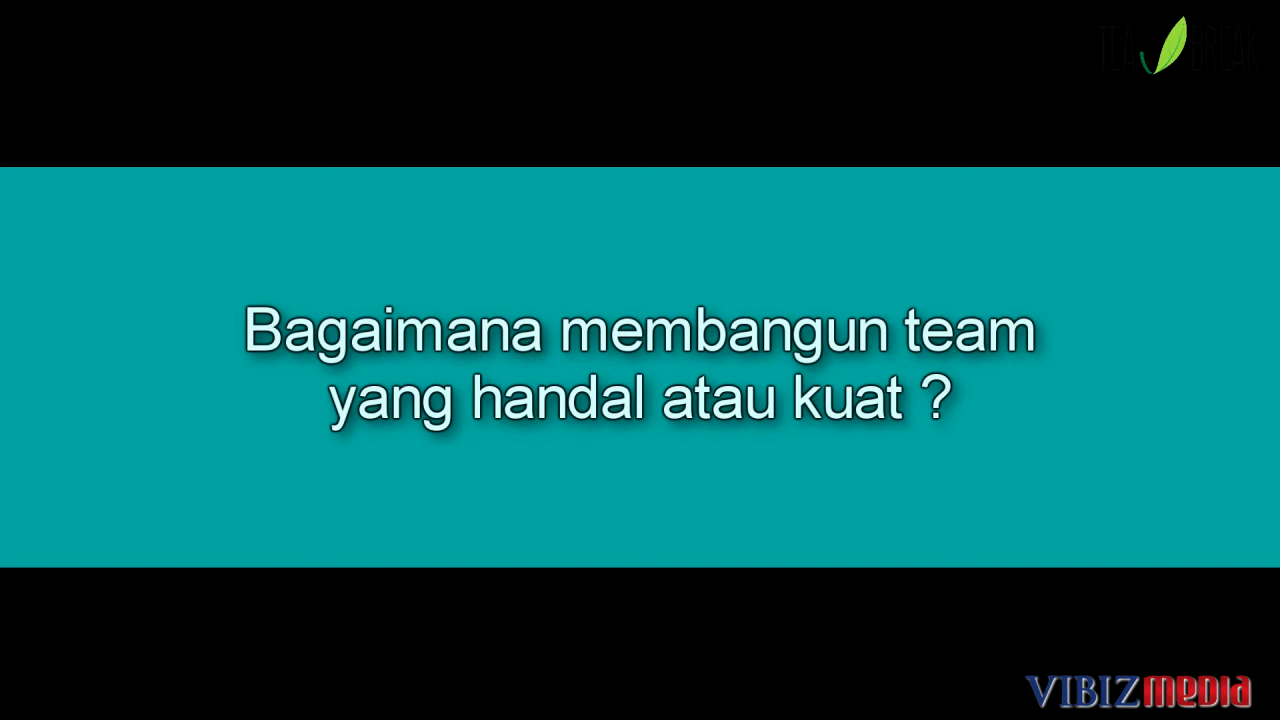 TEA BREAK
Bagaimana membangun team
yang handal atau kuat ?
VIBIZMEDIA